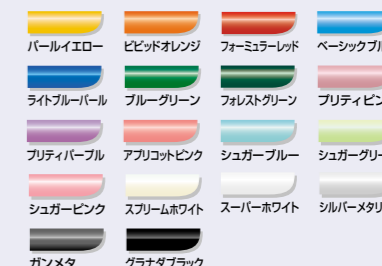 パールイエロー ビビッドオレンジ フォーミュラーレッド ベーシックブル
ライトブルーパール ブルーグリーン フォレストグリーン プリティピン
プリティパープル アプリコットピンク シュガーブルー シュガーグリー
シュガーピンク スプリームホワイト スーパーホワイト シルバーメタリ
ガンメタ グラナダブラック